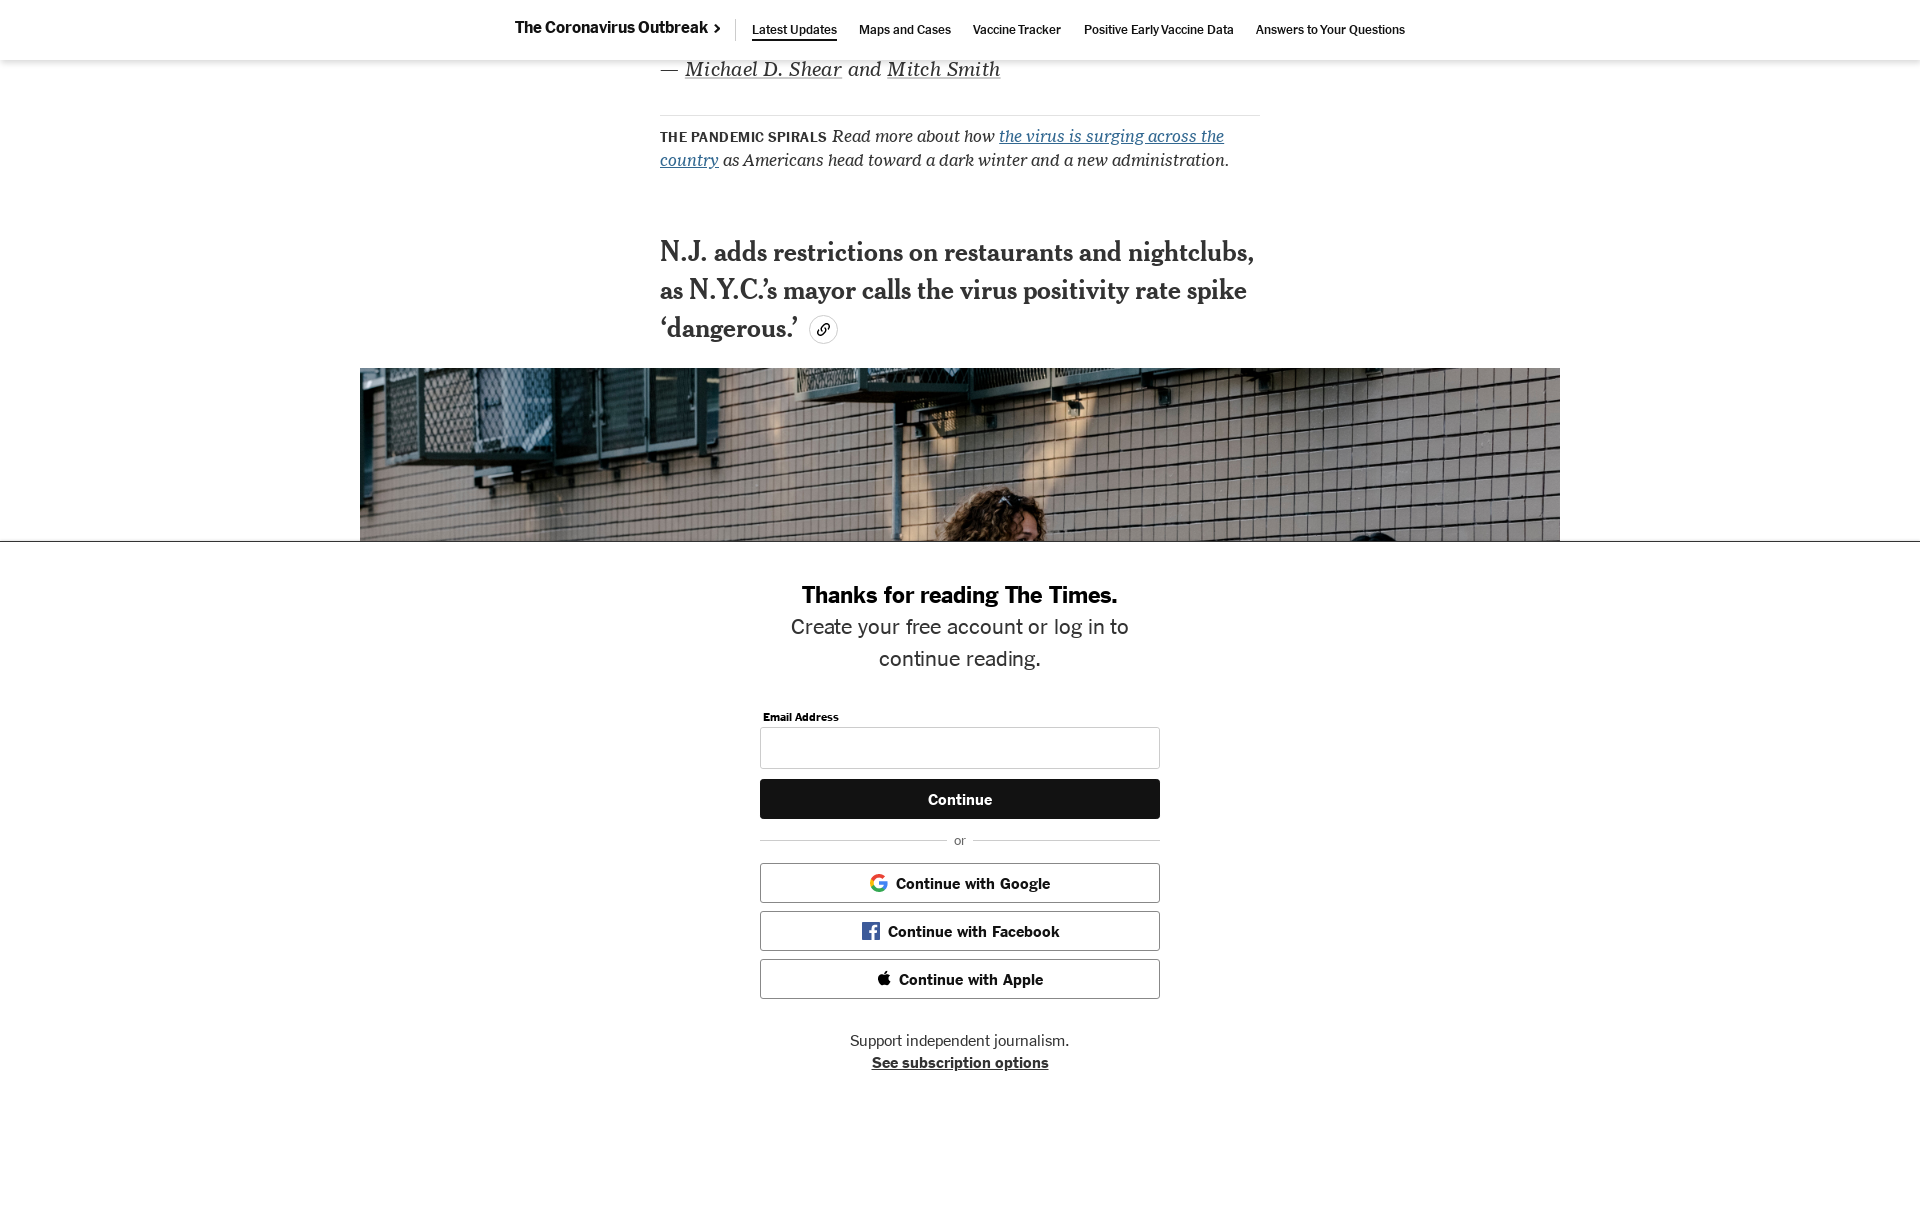 The Coronavirus Outbreak
Latest Updates
Maps and Cases
Vaccine Tracker
Positive Early Vaccine Data
Answers to Your Questions
— Michael D. Shear and Mitch Smith
THE PANDEMIC SPIRALS Read more about how the virus is surging across the
country as Americans head toward a dark winter and a new administration.
N.J. adds restrictions on restaurants and nightclubs,
as N.Y.C.’s mayor calls the virus positivity rate spike
‘dangerous.’
Thanks for reading The Times.
Create your free account or log in to
continue reading.
Email Address
Continue
or
Continue with Google
Continue with Facebook
Continue with Apple
Support independent journalism.
See subscription options